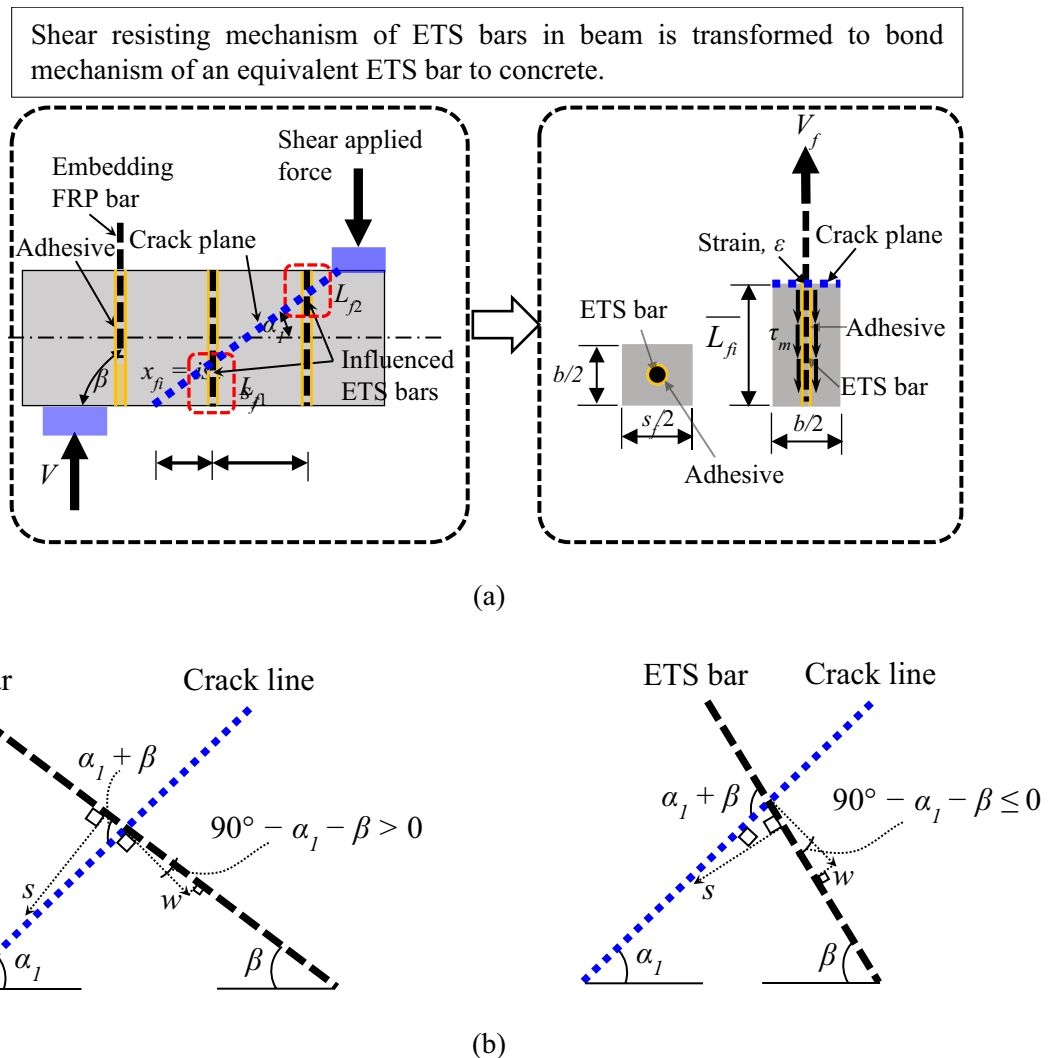 Shear resisting mechanism of ETS bars in beam is transformed to bond
mechanism of an equivalent ETS bar to concrete.
Shear applied
force
Embedding
FRP bar
Adhesive
Crack plane
L_f2
α_1
β
x_fi = is
L_f1
Influenced
ETS bars
V
V_f
Strain, ε
Crack plane
ETS bar
L_fi
τ_m
Adhesive
ETS bar
b/2
s_f/2
b/2
Adhesive
(a)
Crack line
α_1 + β
90° − α_1 − β > 0
s
w
α_1
β
ETS bar
Crack line
α_1 + β
90° − α_1 − β ≤ 0
s
w
α_1
β
(b)